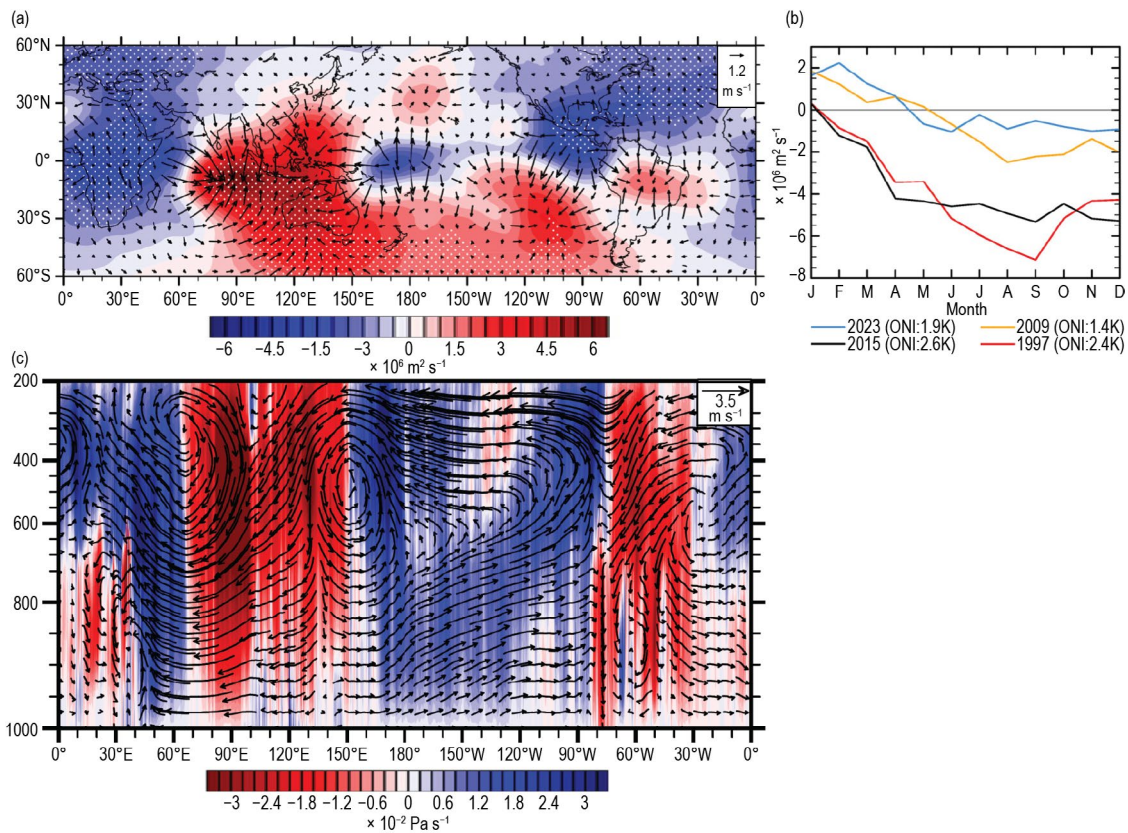 (a)
60°N
30°N
0°
30°S
60°S
0° 30°E 60°E 90°E 120°E 150°E 180° 150°W 120°W 90°W 60°W 30°W 0°
1.2
m s⁻¹
−6 −4.5 −3 −1.5 0 1.5 3 4.5 6
× 10⁶ m² s⁻¹
(b)
2
0
−2
−4
−6
−8
× 10⁶ m² s⁻¹
J F M A M J J A S O N D
Month
2023 (ONI:1.9K) 2009 (ONI:1.4K)
2015 (ONI:2.6K) 1997 (ONI:2.4K)
(c)
200
400
600
800
1000
3.5
m s⁻¹
0° 30°E 60°E 90°E 120°E 150°E 180° 150°W 120°W 90°W 60°W 30°W 0°
−3 −2.4 −1.8 −1.2 −0.6 0 0.6 1.2 1.8 2.4 3
× 10⁻² Pa s⁻¹